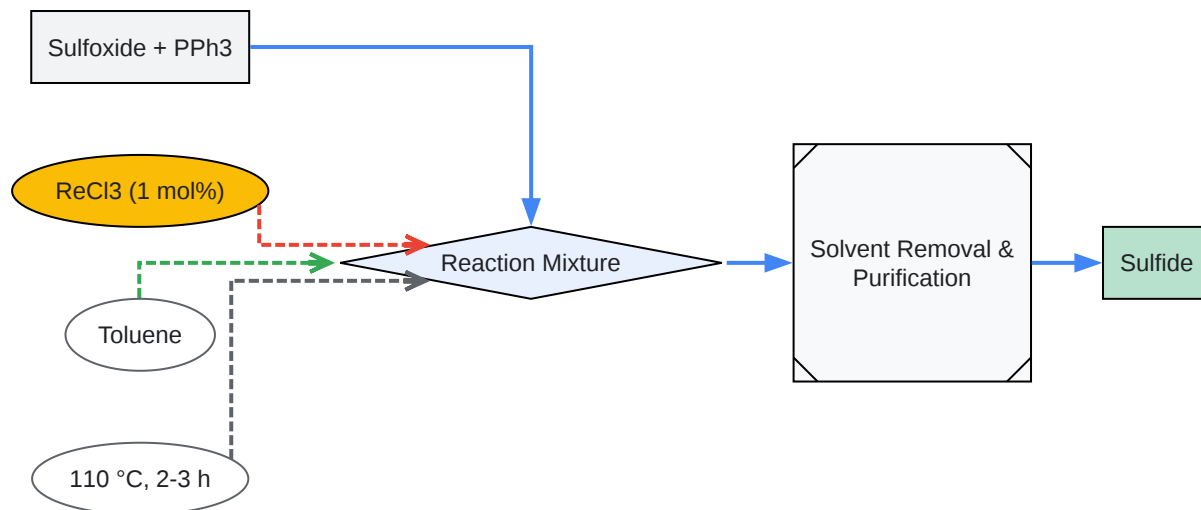 Sulfoxide + PPh3
ReCl3 (1 mol%)
Toluene
110 °C, 2-3 h
Reaction Mixture
Solvent Removal &
Purification
Sulfide